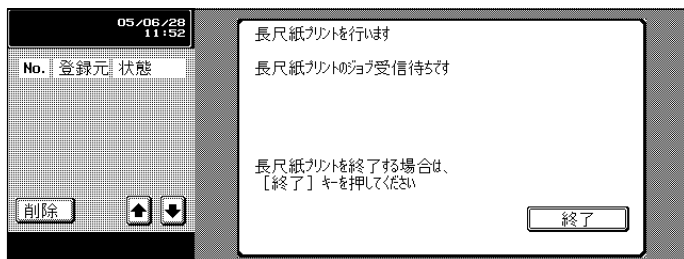 05/06/28
11:52
No. 登録元 状態
削除
長尺紙プリントを行います
長尺紙プリントのジョブ受信待ちです
長尺紙プリントを終了する場合は、
［終了］キーを押してください
終了